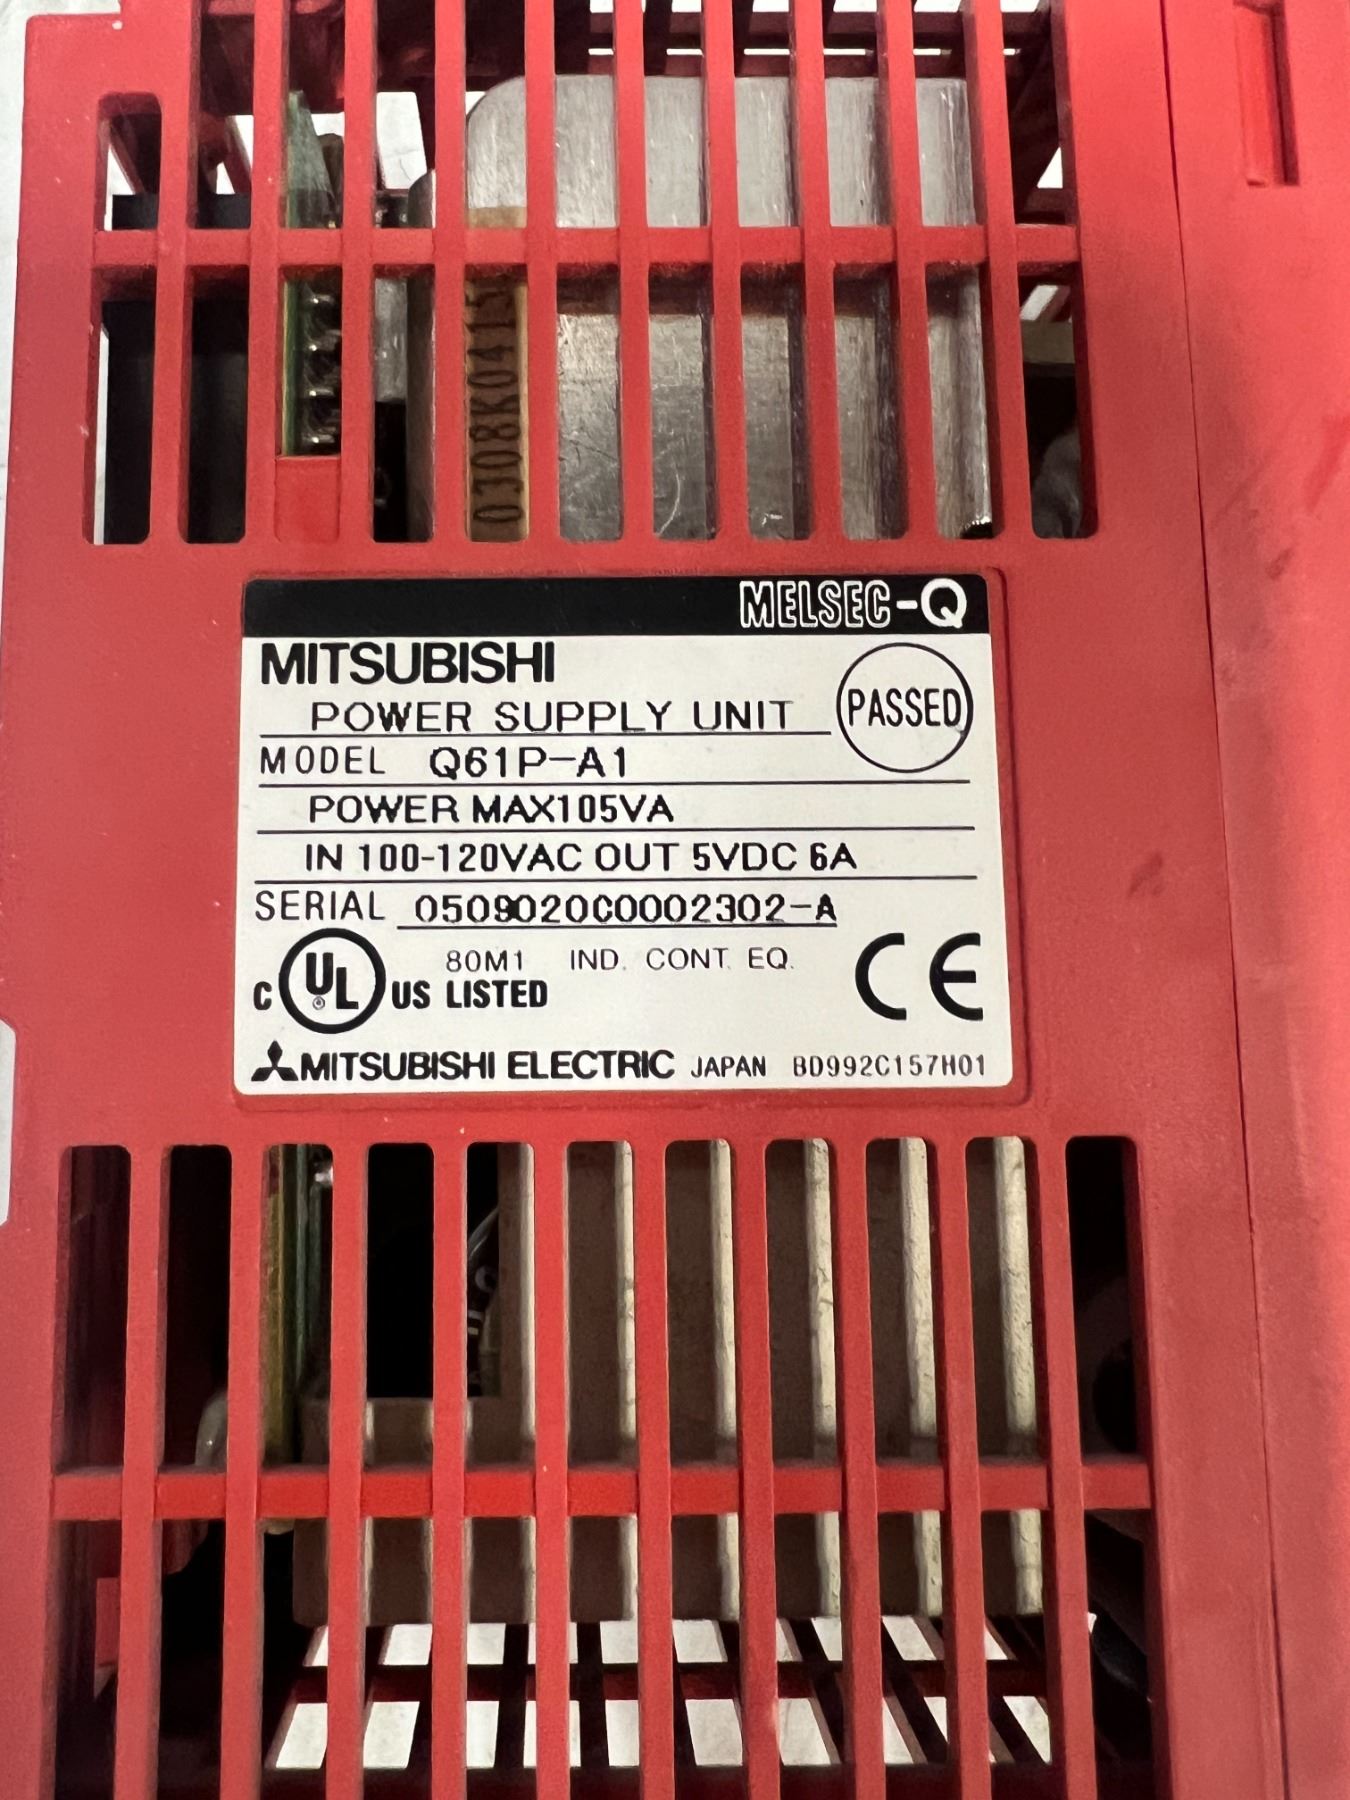 0308K0415
MELSEC-Q
MITSUBISHI
POWER SUPPLY UNIT
PASSED
MODEL Q61P-A1
POWER MAX105VA
IN 100-120VAC OUT 5VDC 6A
SERIAL 0509020C0002302-A
80M1 IND. CONT. EQ.
C UL US LISTED
CE
MITSUBISHI ELECTRIC JAPAN BD992C157H01